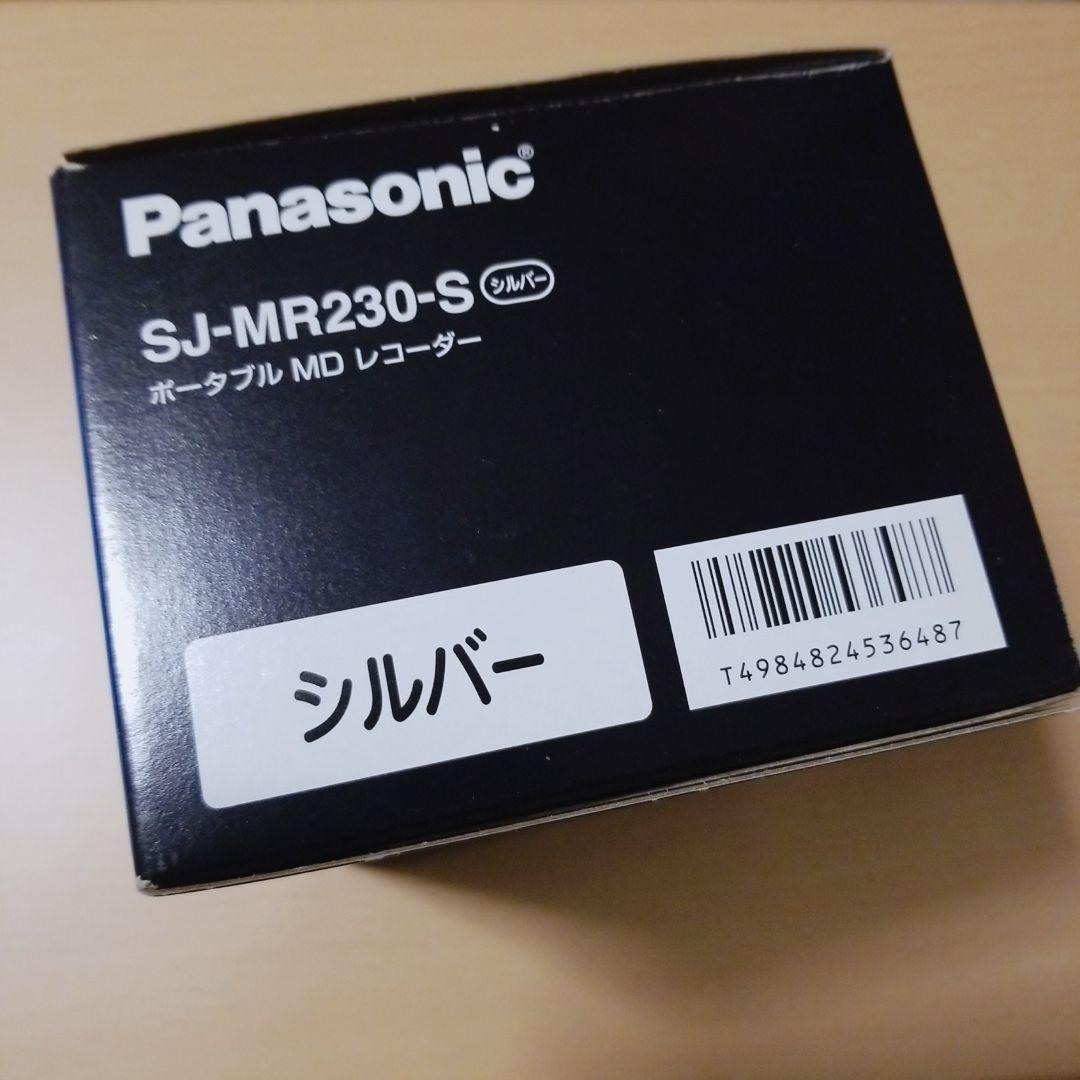 Panasonic®
SJ-MR230-S シルバー
ポータブル MD レコーダー
シルバー
T4984824536487